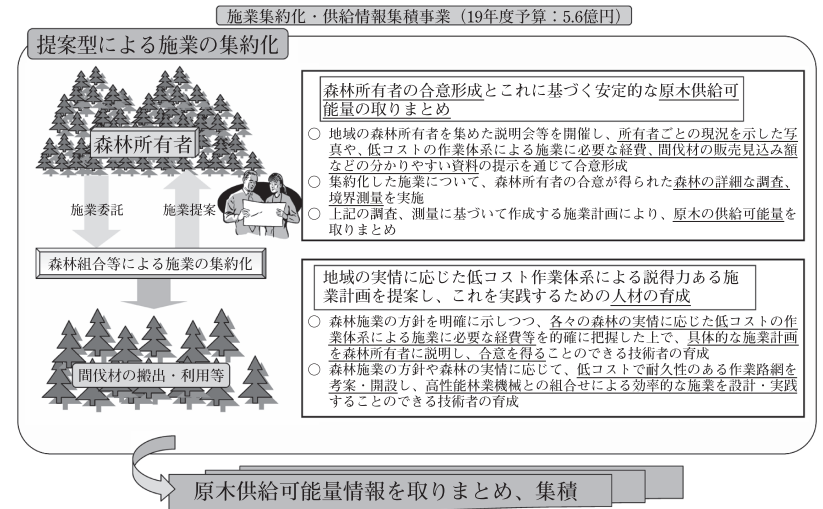 施業集約化・供給情報集積事業（19年度予算：5.6億円）
提案型による施業の集約化
森林所有者
施業委託
施業提案
森林組合等による施業の集約化
間伐材の搬出・利用等
森林所有者の合意形成とこれに基づく安定的な原木供給可
能量の取りまとめ
○ 地域の森林所有者を集めた説明会等を開催し、所有者ごとの現況を示した写
真や、低コストの作業体系による施業に必要な経費、間伐材の販売見込み額
などの分かりやすい資料の提示を通じて合意形成
○ 集約化した施業について、森林所有者の合意が得られた森林の詳細な調査、
境界測量を実施
○ 上記の調査、測量に基づいて作成する施業計画により、原木の供給可能量を
取りまとめ
地域の実情に応じた低コスト作業体系による説得力ある施
業計画を提案し、これを実践するための人材の育成
○ 森林施業の方針を明確に示しつつ、各々の森林の実情に応じた低コストの作
業体系による施業に必要な経費等を的確に把握した上で、具体的な施業計画
を森林所有者に説明し、合意を得ることのできる技術者の育成
○ 森林施業の方針や森林の実情に応じて、低コストで耐久性のある作業路網を
考案・開設し、高性能林業機械との組合せによる効率的な施業を設計・実践
することのできる技術者の育成
原木供給可能量情報を取りまとめ、集積